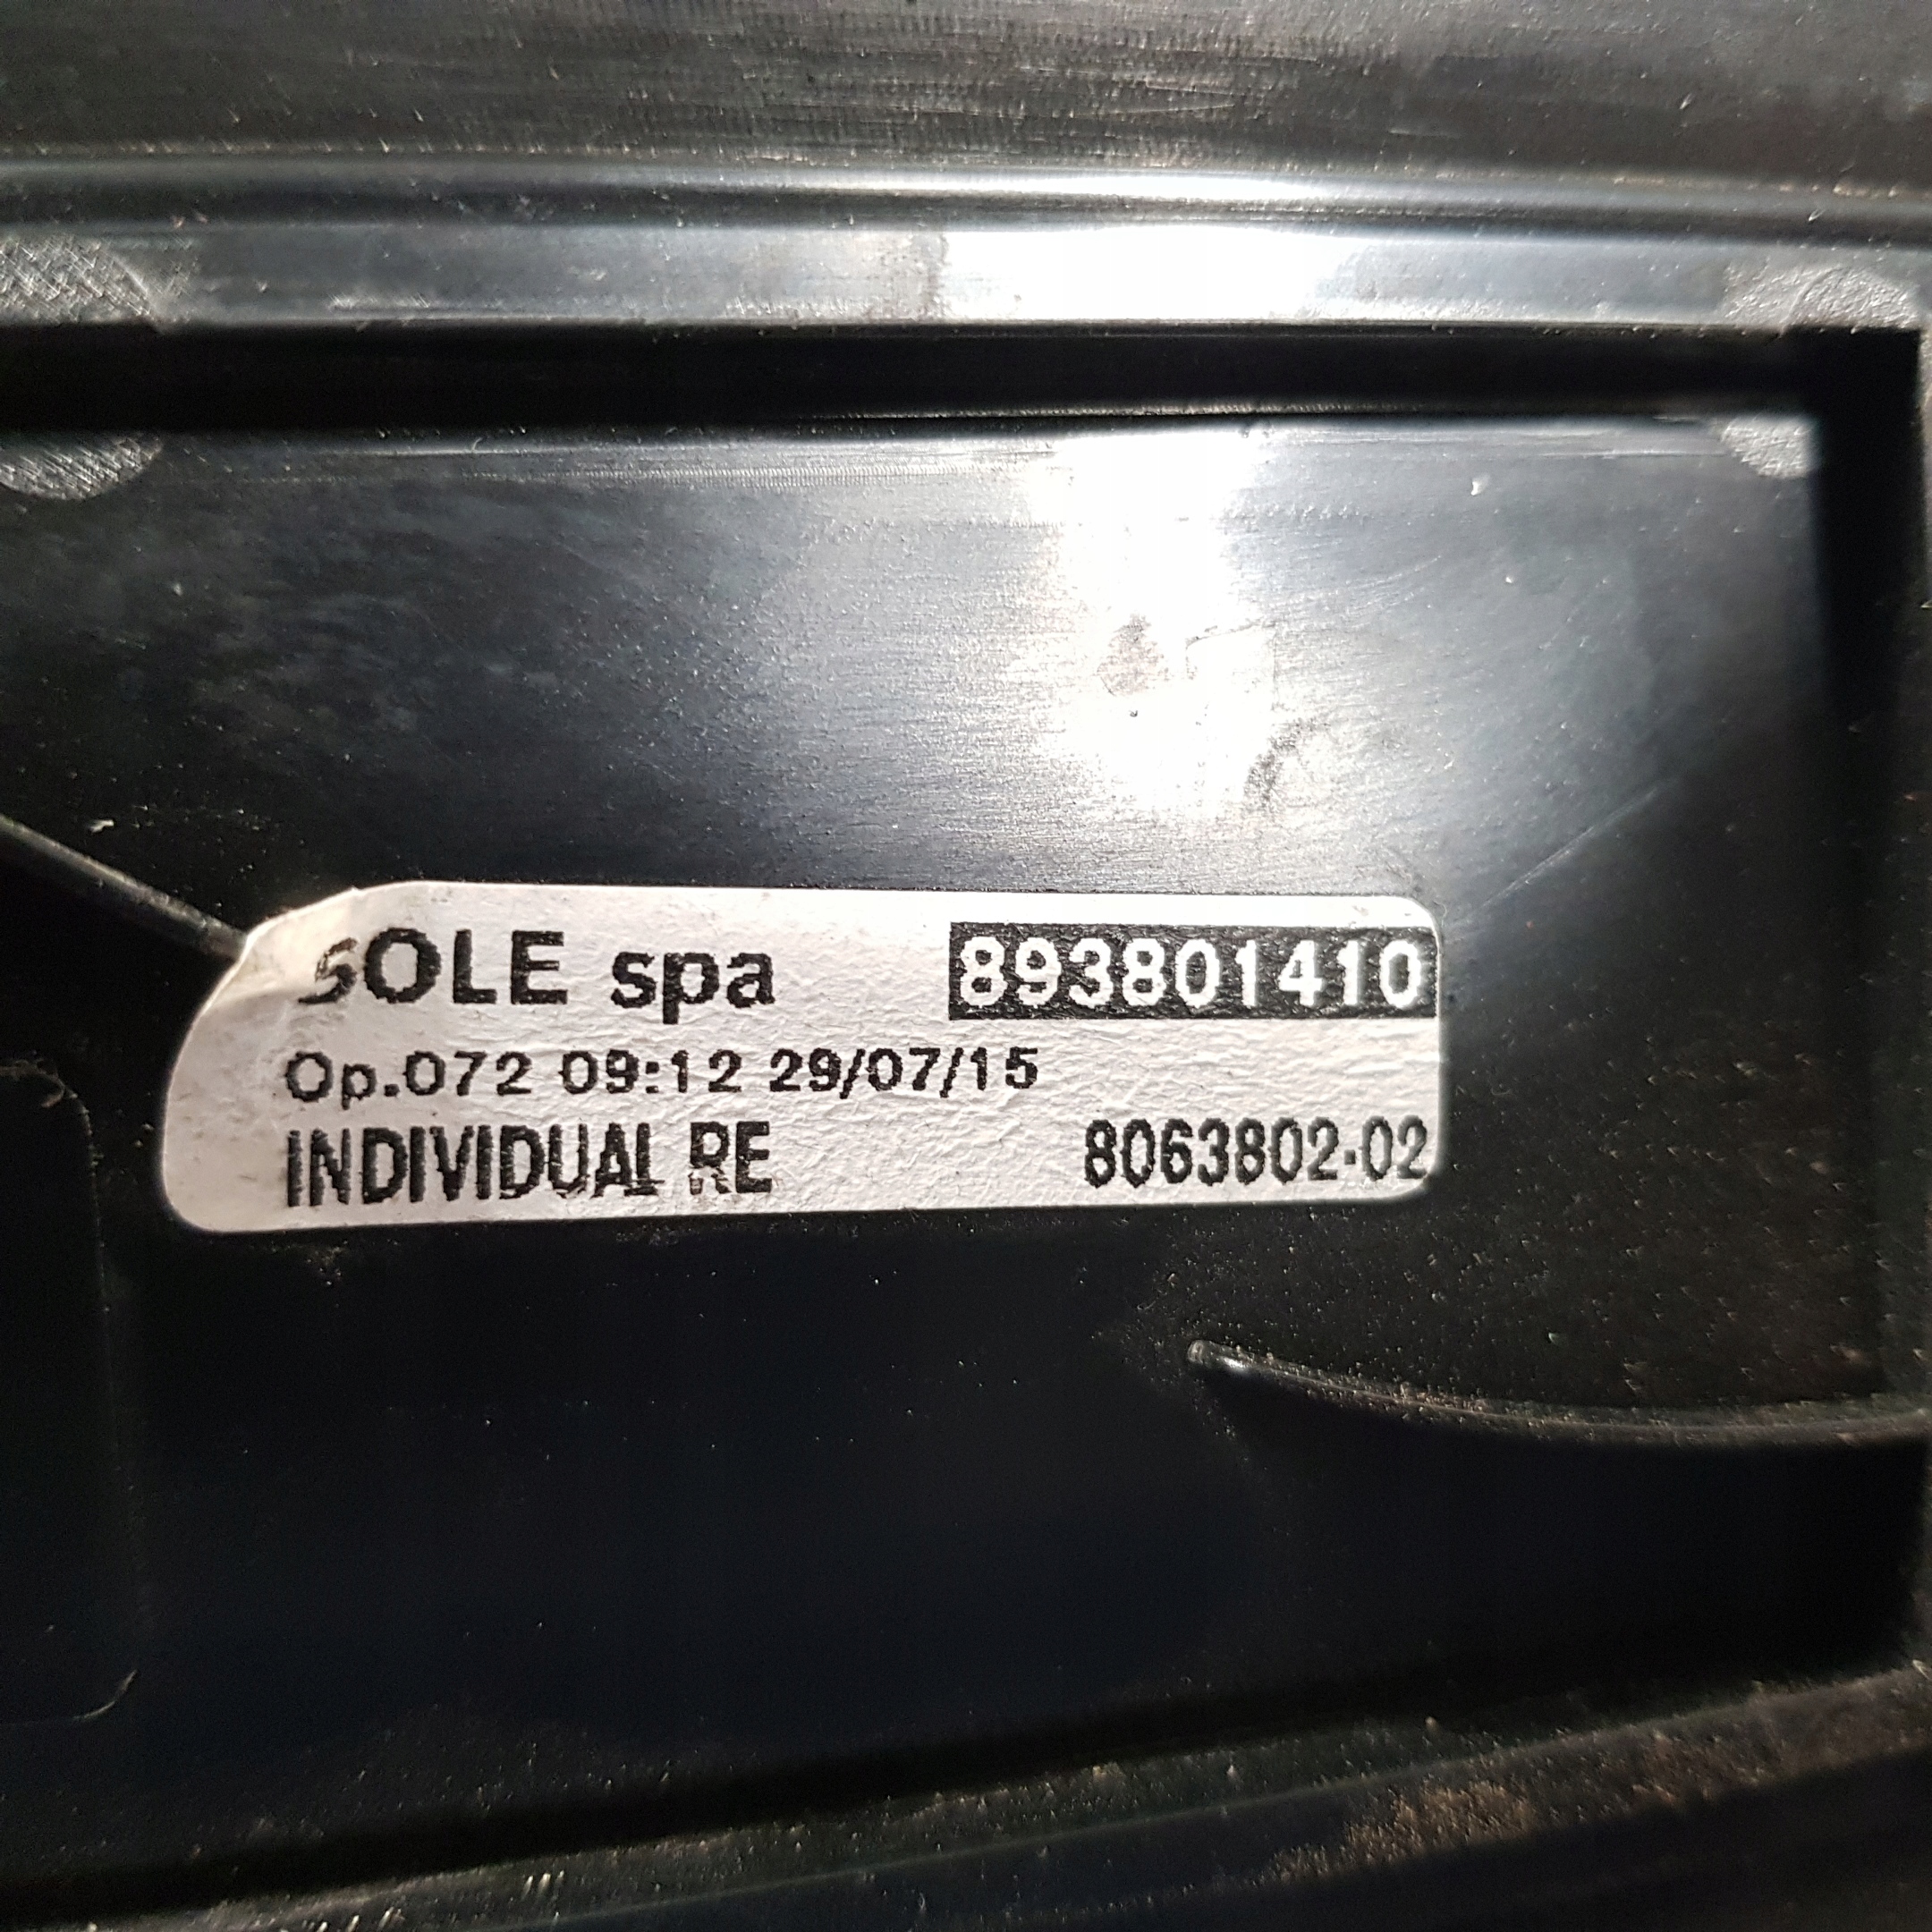 SOLE spa 893801410
Op.072 09:12 29/07/15
INDIVIDUAL RE 8063802-02